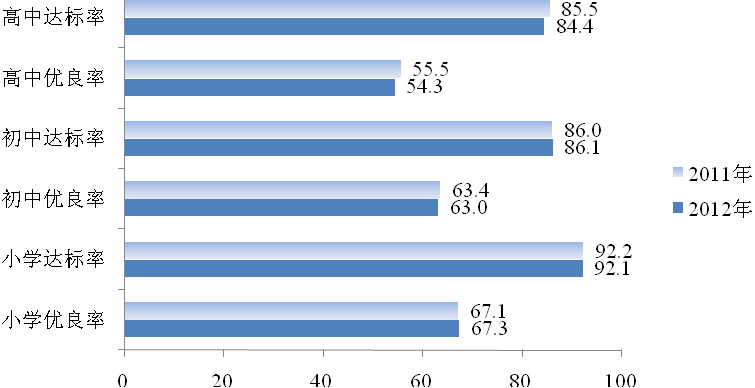 高中达标率
85.5
84.4
高中优良率
55.5
54.3
初中达标率
86.0
86.1
初中优良率
63.4
63.0
小学达标率
92.2
92.1
小学优良率
67.1
67.3
2011年
2012年
0 20 40 60 80 100